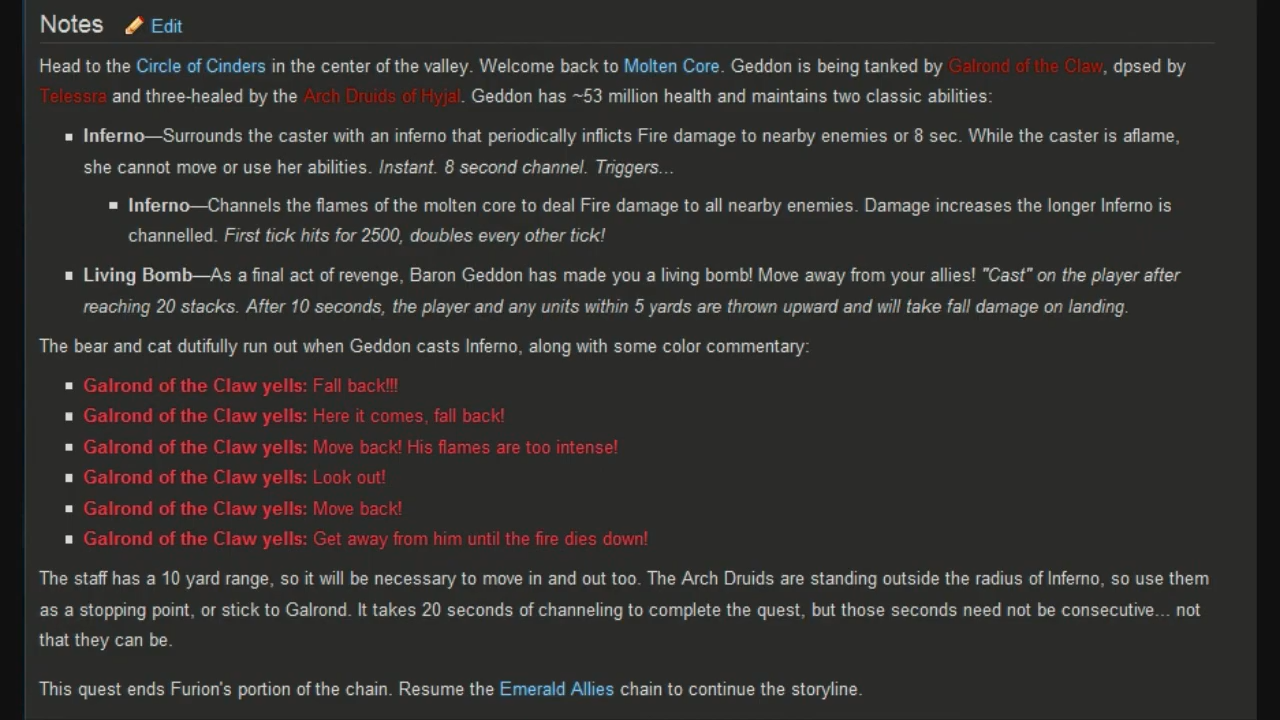 Notes Edit
Head to the Circle of Cinders in the center of the valley. Welcome back to Molten Core. Geddon is being tanked by Galrond of the Claw, dpsed by
Telessra and three-healed by the Arch Druids of Hyjal. Geddon has ~53 million health and maintains two classic abilities:
Inferno—Surrounds the caster with an inferno that periodically inflicts Fire damage to nearby enemies or 8 sec. While the caster is aflame,
she cannot move or use her abilities. Instant. 8 second channel. Triggers...
Inferno—Channels the flames of the molten core to deal Fire damage to all nearby enemies. Damage increases the longer Inferno is
channelled. First tick hits for 2500, doubles every other tick!
Living Bomb—As a final act of revenge, Baron Geddon has made you a living bomb! Move away from your allies! "Cast" on the player after
reaching 20 stacks. After 10 seconds, the player and any units within 5 yards are thrown upward and will take fall damage on landing.
The bear and cat dutifully run out when Geddon casts Inferno, along with some color commentary:
Galrond of the Claw yells: Fall back!!!
Galrond of the Claw yells: Here it comes, fall back!
Galrond of the Claw yells: Move back! His flames are too intense!
Galrond of the Claw yells: Look out!
Galrond of the Claw yells: Move back!
Galrond of the Claw yells: Get away from him until the fire dies down!
The staff has a 10 yard range, so it will be necessary to move in and out too. The Arch Druids are standing outside the radius of Inferno, so use them
as a stopping point, or stick to Galrond. It takes 20 seconds of channeling to complete the quest, but those seconds need not be consecutive... not
that they can be.
This quest ends Furion's portion of the chain. Resume the Emerald Allies chain to continue the storyline.